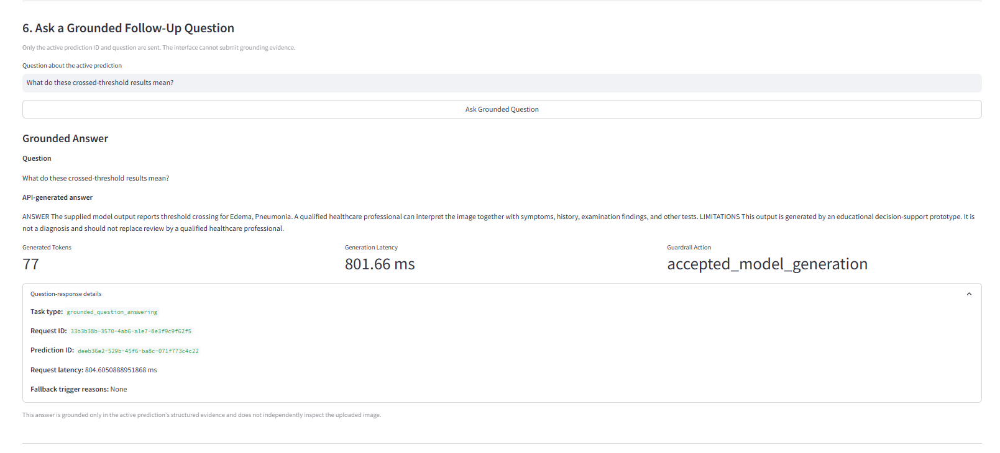 6. Ask a Grounded Follow-Up Question
Only the active prediction ID and question are sent. The interface cannot submit grounding evidence.
Question about the active prediction
What do these crossed-threshold results mean?
Ask Grounded Question
Grounded Answer
Question
What do these crossed-threshold results mean?
API-generated answer
ANSWER The supplied model output reports threshold crossing for Edema, Pneumonia. A qualified healthcare professional can interpret the image together with symptoms, history, examination findings, and other tests. LIMITATIONS This output is generated by an educational decision-support prototype. It is
not a diagnosis and should not replace review by a qualified healthcare professional.
Generated Tokens
77
Generation Latency
801.66 ms
Guardrail Action
accepted_model_generation
Question-response details
Task type: grounded_question_answering
Request ID: 33b3b38b-3570-4ab6-a1e7-8e3f9c9f62f5
Prediction ID: deeb36e2-529b-45f6-ba8c-071f773c4c22
Request latency: 804.6050888951868 ms
Fallback trigger reasons: None
This answer is grounded only in the active prediction's structured evidence and does not independently inspect the uploaded image.